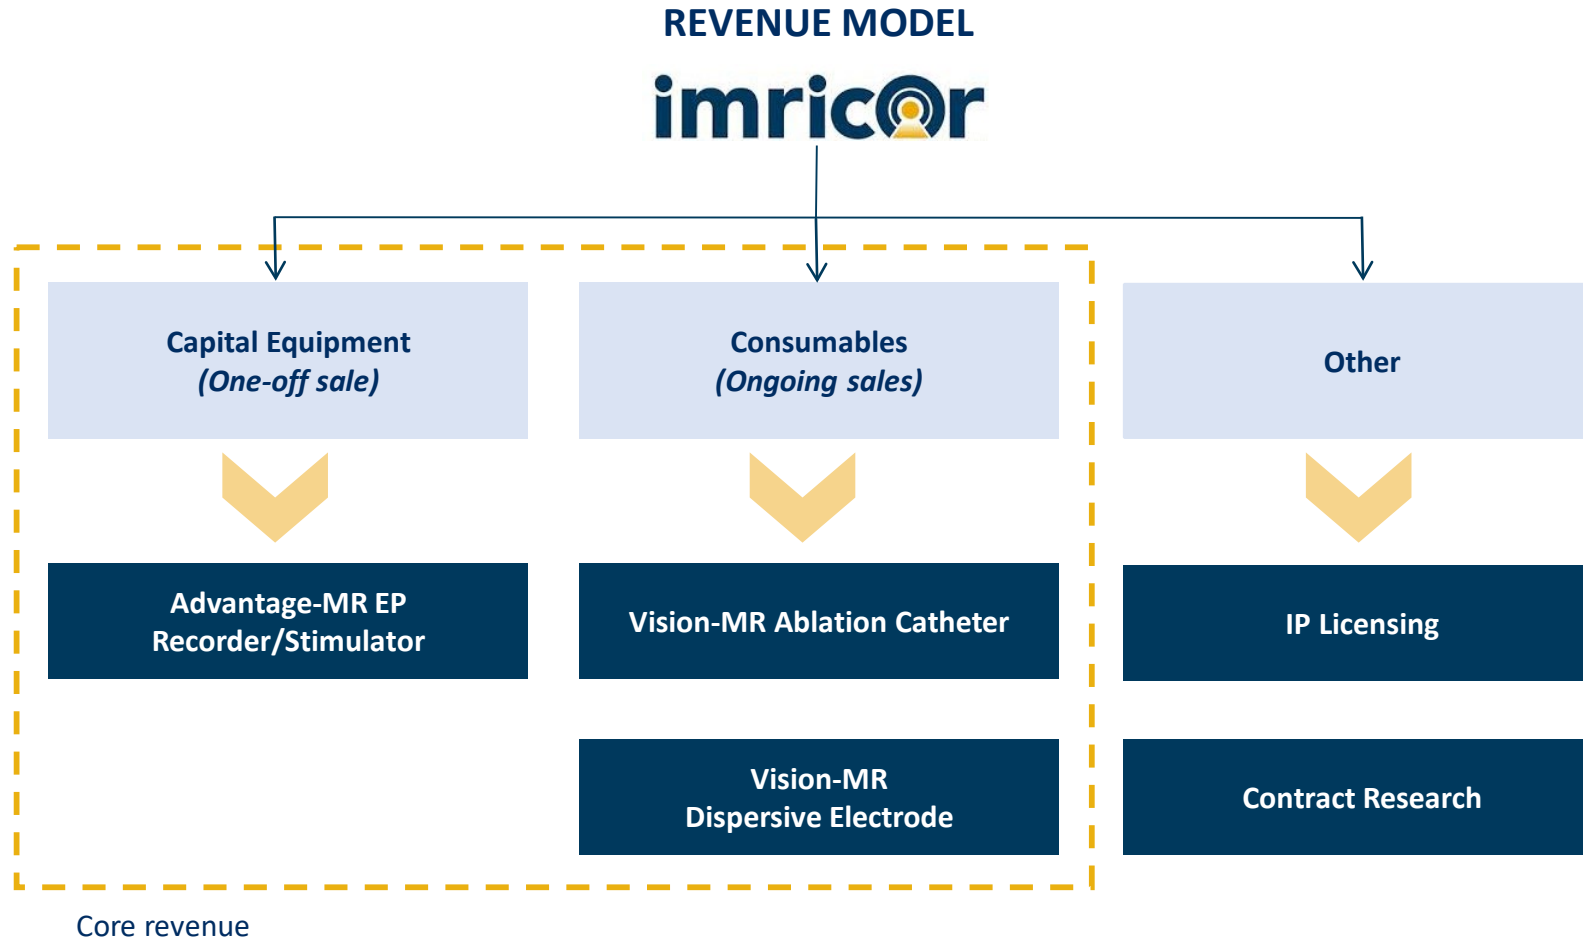 REVENUE MODEL
imricor
Capital Equipment
(One-off sale)
Consumables
(Ongoing sales)
Other
Advantage-MR EP
Recorder/Stimulator
Vision-MR Ablation Catheter
IP Licensing
Vision-MR
Dispersive Electrode
Contract Research
Core revenue